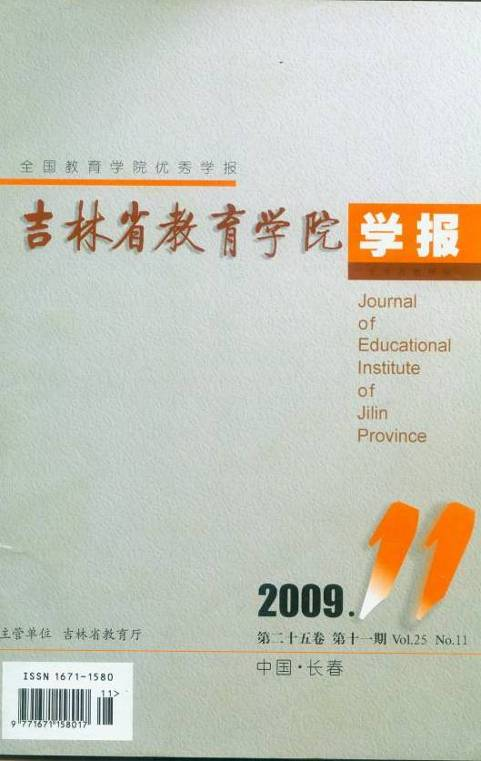 全国教育学院优秀学报
吉林省教育学院 学报
Journal
of
Educational
Institute
of
Jilin
Province
2009.11
第二十五卷 第十一期 Vol.25 No.11
中国·长春
主管单位 吉林省教育厅
ISSN 1671-1580
11>
9 771671 158017